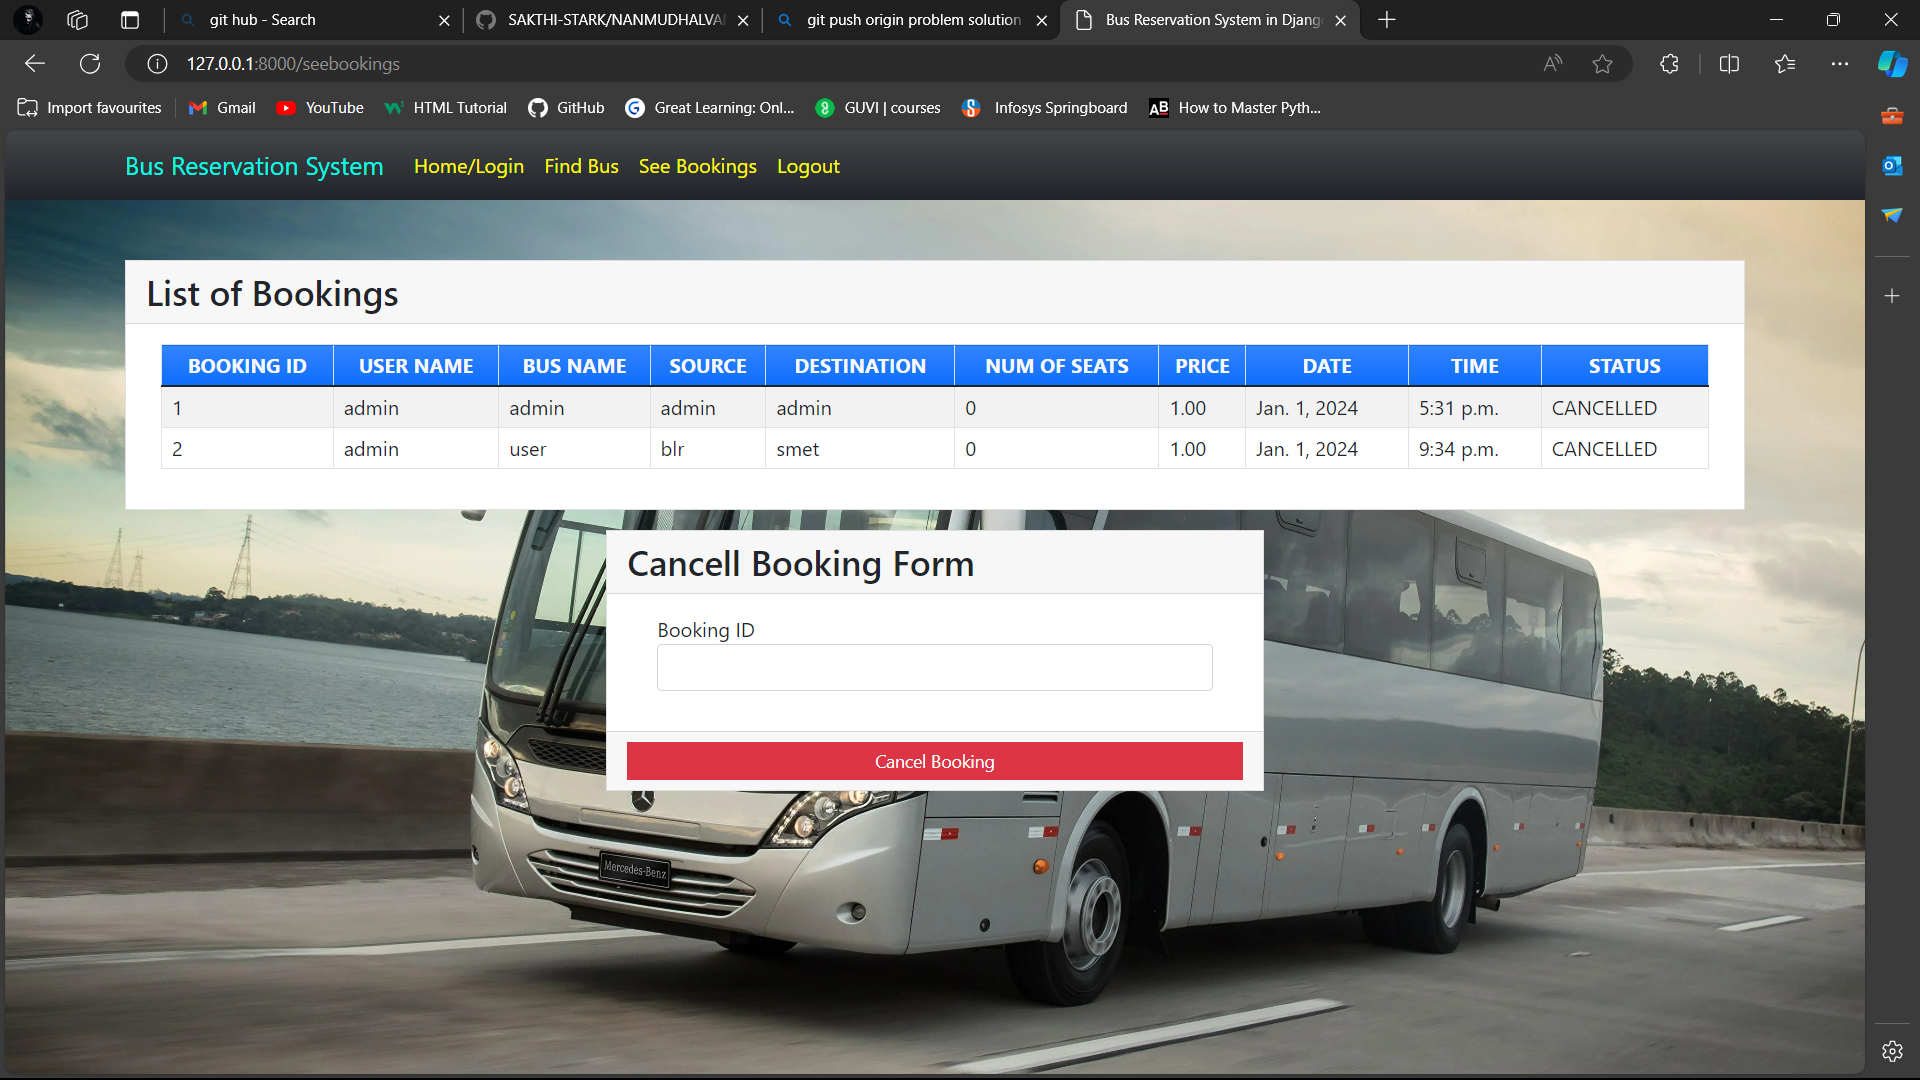 git hub - Search
SAKTHI-STARK/NANMUDHALVA
git push origin problem solution
Bus Reservation System in Djang
127.0.0.1:8000/seebookings
Import favourites
Gmail
YouTube
HTML Tutorial
GitHub
Great Learning: Onl...
GUVI | courses
Infosys Springboard
AB How to Master Pyth...
Bus Reservation System
Home/Login
Find Bus
See Bookings
Logout
List of Bookings
BOOKING ID USER NAME BUS NAME SOURCE DESTINATION NUM OF SEATS PRICE DATE TIME STATUS
1 admin admin admin admin 0 1.00 Jan. 1, 2024 5:31 p.m. CANCELLED
2 admin user blr smet 0 1.00 Jan. 1, 2024 9:34 p.m. CANCELLED
Cancell Booking Form
Booking ID
Cancel Booking
Mercedes-Benz